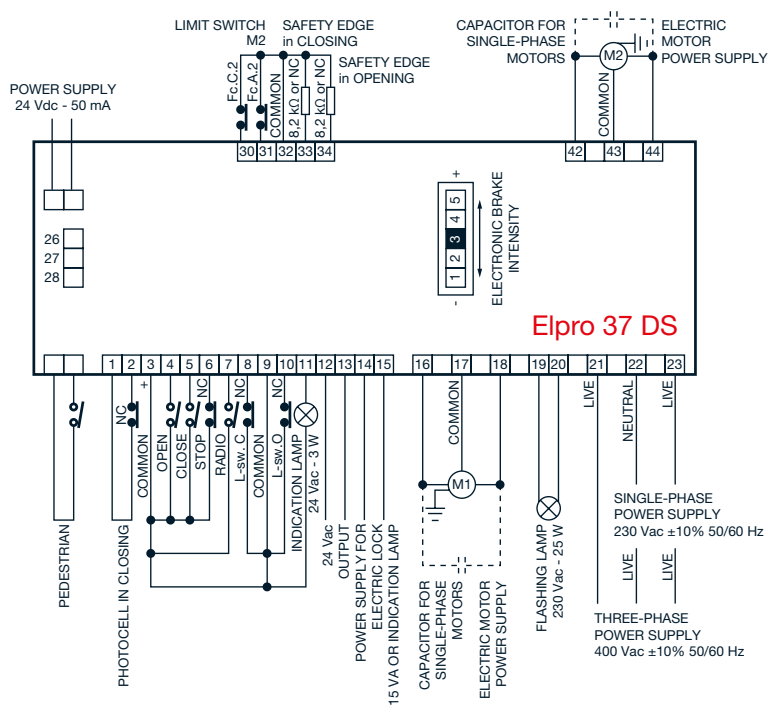 LIMIT SWITCH
M2
SAFETY EDGE
in CLOSING
SAFETY EDGE
in OPENING
CAPACITOR FOR
SINGLE-PHASE
MOTORS
ELECTRIC
MOTOR
POWER SUPPLY
M2
POWER SUPPLY
24 Vdc - 50 mA
Fc.C.2
Fc.A.2
COMMON
8,2 kΩ or NC
8,2 kΩ or NC
COMMON
30 31 32 33 34
42 43 44
26
27
28
+
5
4
3
2
1
-
ELECTRONIC BRAKE
INTENSITY
Elpro 37 DS
1 2 3 4 5 6 7 8 9 10 11 12 13 14 15
16 17 18 19 20 21 22 23
PEDESTRIAN
PHOTOCELL IN CLOSING
NC
+
COMMON
OPEN
CLOSE
STOP
NC
RADIO
L-sw. C
NC
COMMON
L-sw.O
NC
INDICATION LAMP
24 Vac - 3 W
24 Vac
OUTPUT
POWER SUPPLY FOR
ELECTRIC LOCK
15 VA OR INDICATION LAMP
COMMON
M1
CAPACITOR FOR
SINGLE-PHASE
MOTORS
ELECTRIC MOTOR
POWER SUPPLY
FLASHING LAMP
230 Vac - 25 W
LIVE
NEUTRAL
LIVE
SINGLE-PHASE
POWER SUPPLY
230 Vac ±10% 50/60 Hz
LIVE
LIVE
THREE-PHASE
POWER SUPPLY
400 Vac ±10% 50/60 Hz